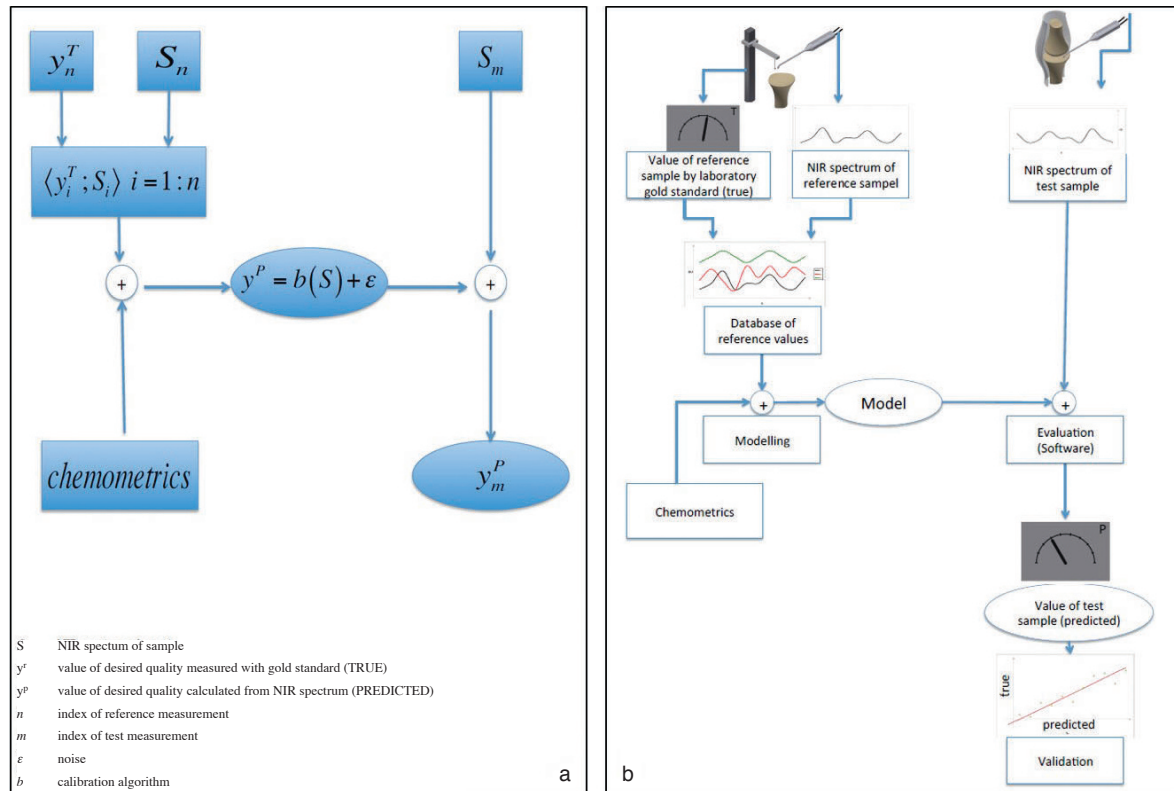 y_n^T
S_n
S_m
⟨y_i^T ; S_i⟩ i = 1 : n
+
y^P = b(S) + ε
+
chemometrics
y_m^P
S NIR spectum of sample
y^r value of desired quality measured with gold standard (TRUE)
y^p value of desired quality calculated from NIR spectrum (PREDICTED)
n index of reference measurement
m index of test measurement
ε noise
b calibration algorithm
a
T
Value of reference
sample by laboratory
gold standard (true)
NIR spectrum of
reference sampel
NIR spectrum of
test sample
Database of
reference values
+
Model
+
Modelling
Evaluation
(Software)
Chemometrics
P
Value of test
sample (predicted)
true
predicted
Validation
b